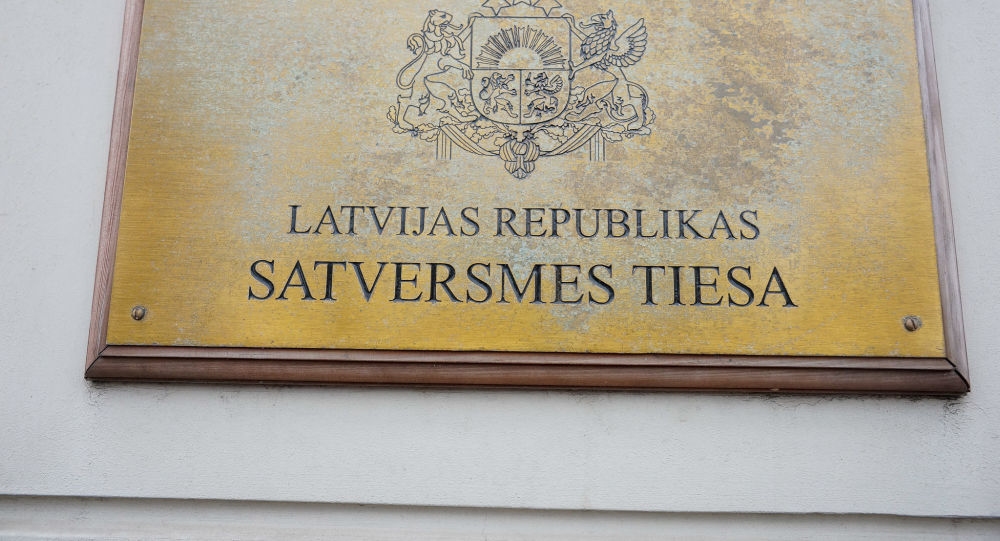 LATVIJAS REPUBLIKAS
SATVERSMES TIESA